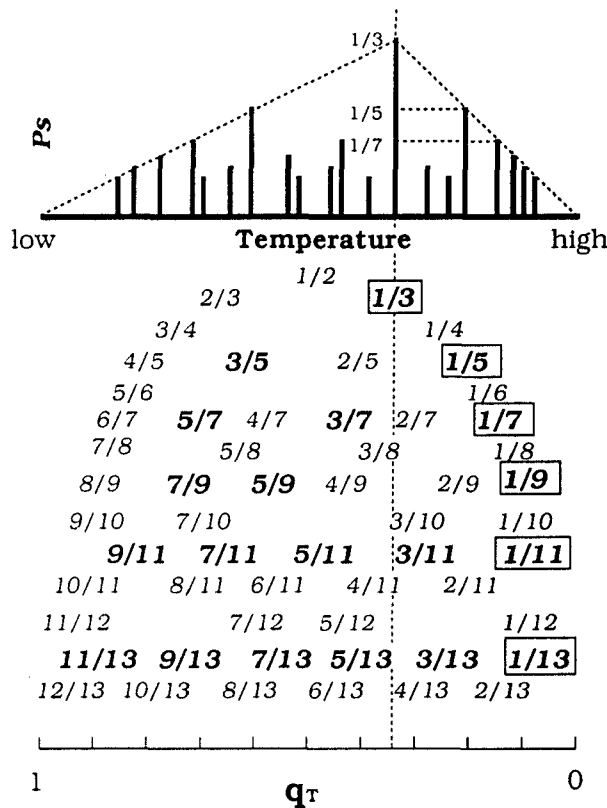 1/3
1/5
1/7
Ps
low Temperature high
1/2
2/3 1/3
3/4 1/4
4/5 3/5 2/5 1/5
5/6 1/6
6/7 5/7 4/7 3/7 2/7 1/7
7/8 5/8 3/8 1/8
8/9 7/9 5/9 4/9 2/9 1/9
9/10 7/10 3/10 1/10
9/11 7/11 5/11 3/11 1/11
10/11 8/11 6/11 4/11 2/11
11/12 7/12 5/12 1/12
11/13 9/13 7/13 5/13 3/13 1/13
12/13 10/13 8/13 6/13 4/13 2/13
1 0
qT